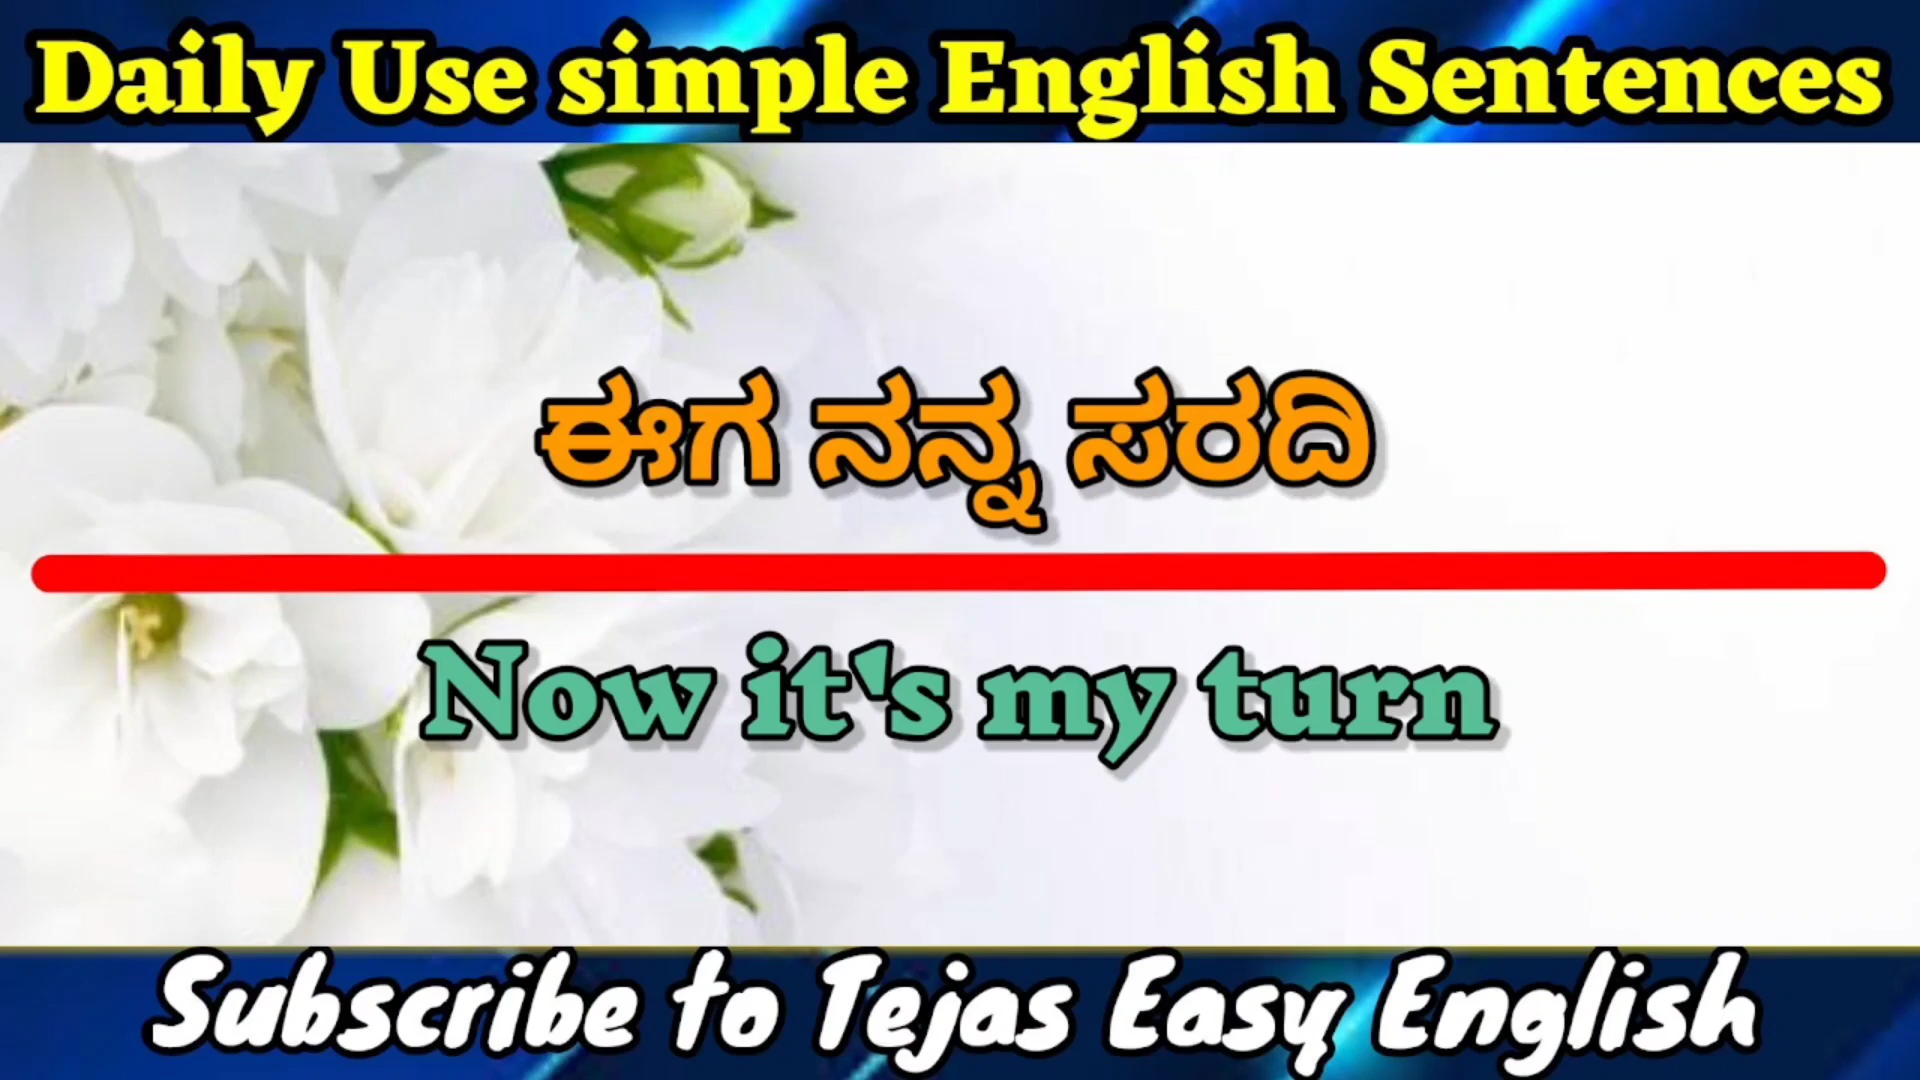 Daily Use simple English Sentences
ಈಗ ನನ್ನ ಸರದಿ
Now it's my turn
Subscribe to Tejas Easy English